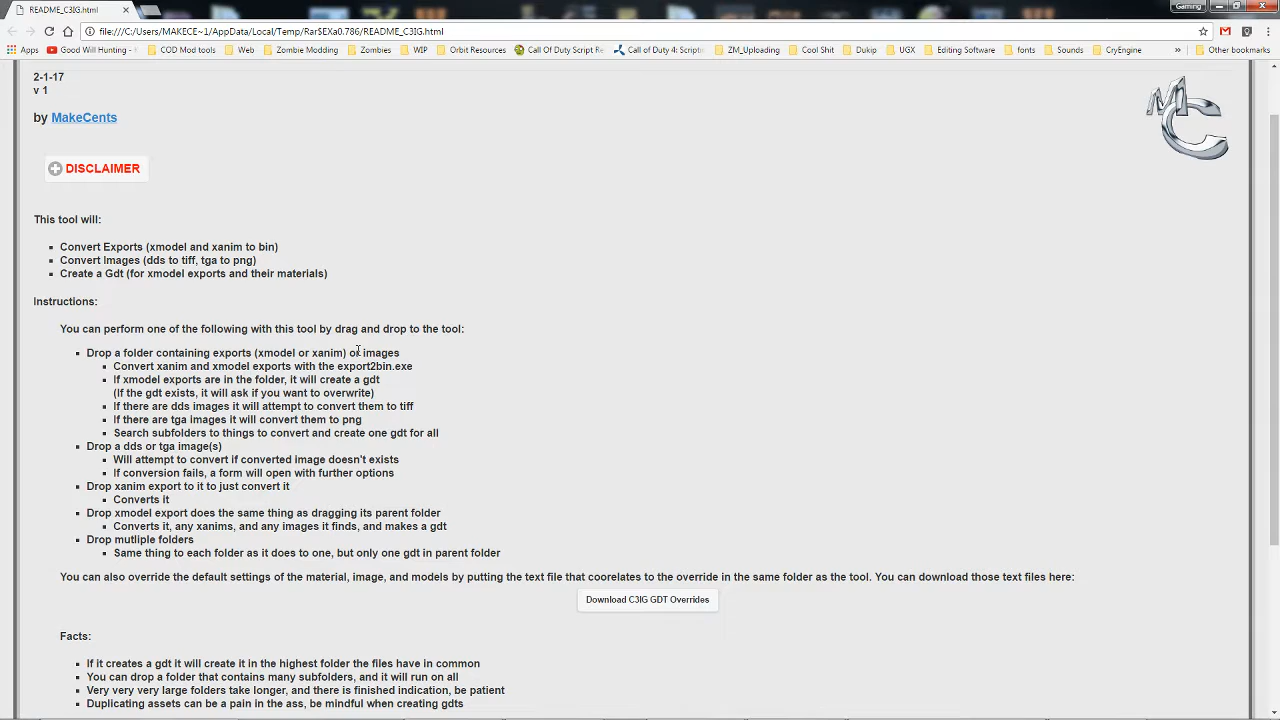 README_C3IG.html
Gaming
file:///C:/Users/MAKECE~1/AppData/Local/Temp/Rar$EXa0.786/README_C3IG.html
Apps Good Will Hunting - COD Mod tools Web Zombie Modding Zombies WIP Orbit Resources Call Of Duty Script Re Call of Duty 4: Script ZM_Uploading Cool Shit Dukip UGX Editing Software fonts Sounds CryEngine » Other bookmarks
2-1-17
v 1
by MakeCents
MC
DISCLAIMER
This tool will:
Convert Exports (xmodel and xanim to bin)
Convert Images (dds to tiff, tga to png)
Create a Gdt (for xmodel exports and their materials)
Instructions:
You can perform one of the following with this tool by drag and drop to the tool:
Drop a folder containing exports (xmodel or xanim) or images
Convert xanim and xmodel exports with the export2bin.exe
If xmodel exports are in the folder, it will create a gdt
(If the gdt exists, it will ask if you want to overwrite)
If there are dds images it will attempt to convert them to tiff
If there are tga images it will convert them to png
Search subfolders to things to convert and create one gdt for all
Drop a dds or tga image(s)
Will attempt to convert if converted image doesn't exists
If conversion fails, a form will open with further options
Drop xanim export to it to just convert it
Converts it
Drop xmodel export does the same thing as dragging its parent folder
Converts it, any xanims, and any images it finds, and makes a gdt
Drop mutliple folders
Same thing to each folder as it does to one, but only one gdt in parent folder
You can also override the default settings of the material, image, and models by putting the text file that coorelates to the override in the same folder as the tool. You can download those text files here:
Download C3IG GDT Overrides
Facts:
If it creates a gdt it will create it in the highest folder the files have in common
You can drop a folder that contains many subfolders, and it will run on all
Very very very large folders take longer, and there is finished indication, be patient
Duplicating assets can be a pain in the ass, be mindful when creating gdts